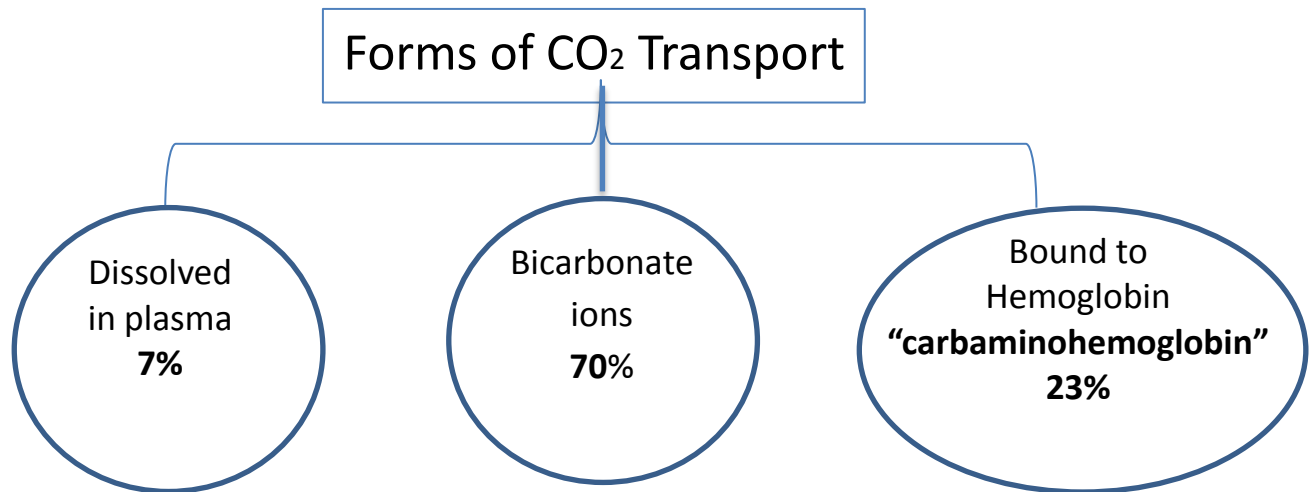 Forms of CO₂ Transport
Dissolved
in plasma
7%
Bicarbonate
ions
70%
Bound to
Hemoglobin
“carbaminohemoglobin”
23%